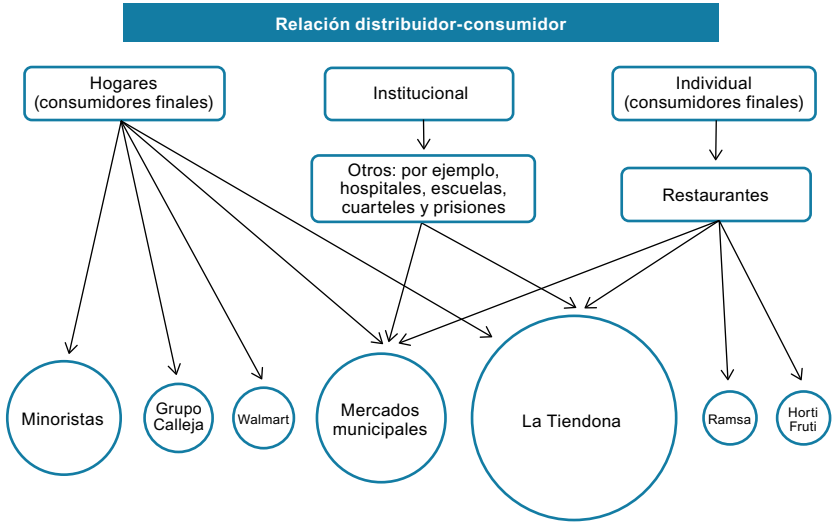 Relación distribuidor-consumidor
Hogares
(consumidores finales)
Institucional
Individual
(consumidores finales)
Otros: por ejemplo,
hospitales, escuelas,
cuarteles y prisiones
Restaurantes
Minoristas
Grupo
Calleja
Walmart
Mercados
municipales
La Tiendona
Ramsa
Horti
Fruti